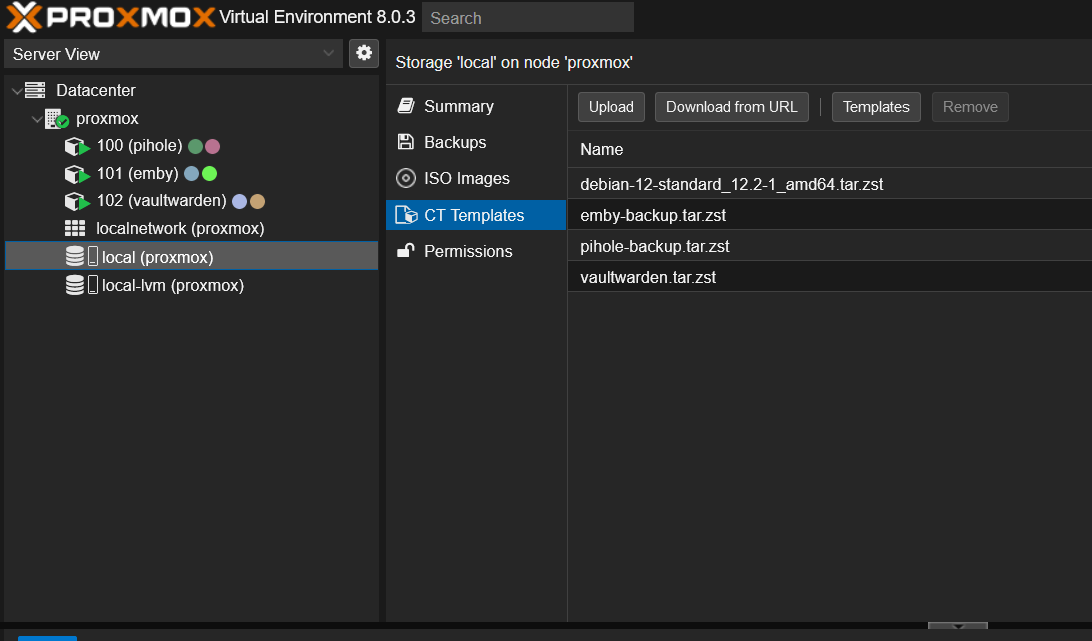 PROXMOX Virtual Environment 8.0.3 Search
Server View
Datacenter
proxmox
100 (pihole)
101 (emby)
102 (vaultwarden)
localnetwork (proxmox)
local (proxmox)
local-lvm (proxmox)
Storage 'local' on node 'proxmox'
Summary
Backups
ISO Images
CT Templates
Permissions
Upload Download from URL Templates Remove
Name
debian-12-standard_12.2-1_amd64.tar.zst
emby-backup.tar.zst
pihole-backup.tar.zst
vaultwarden.tar.zst